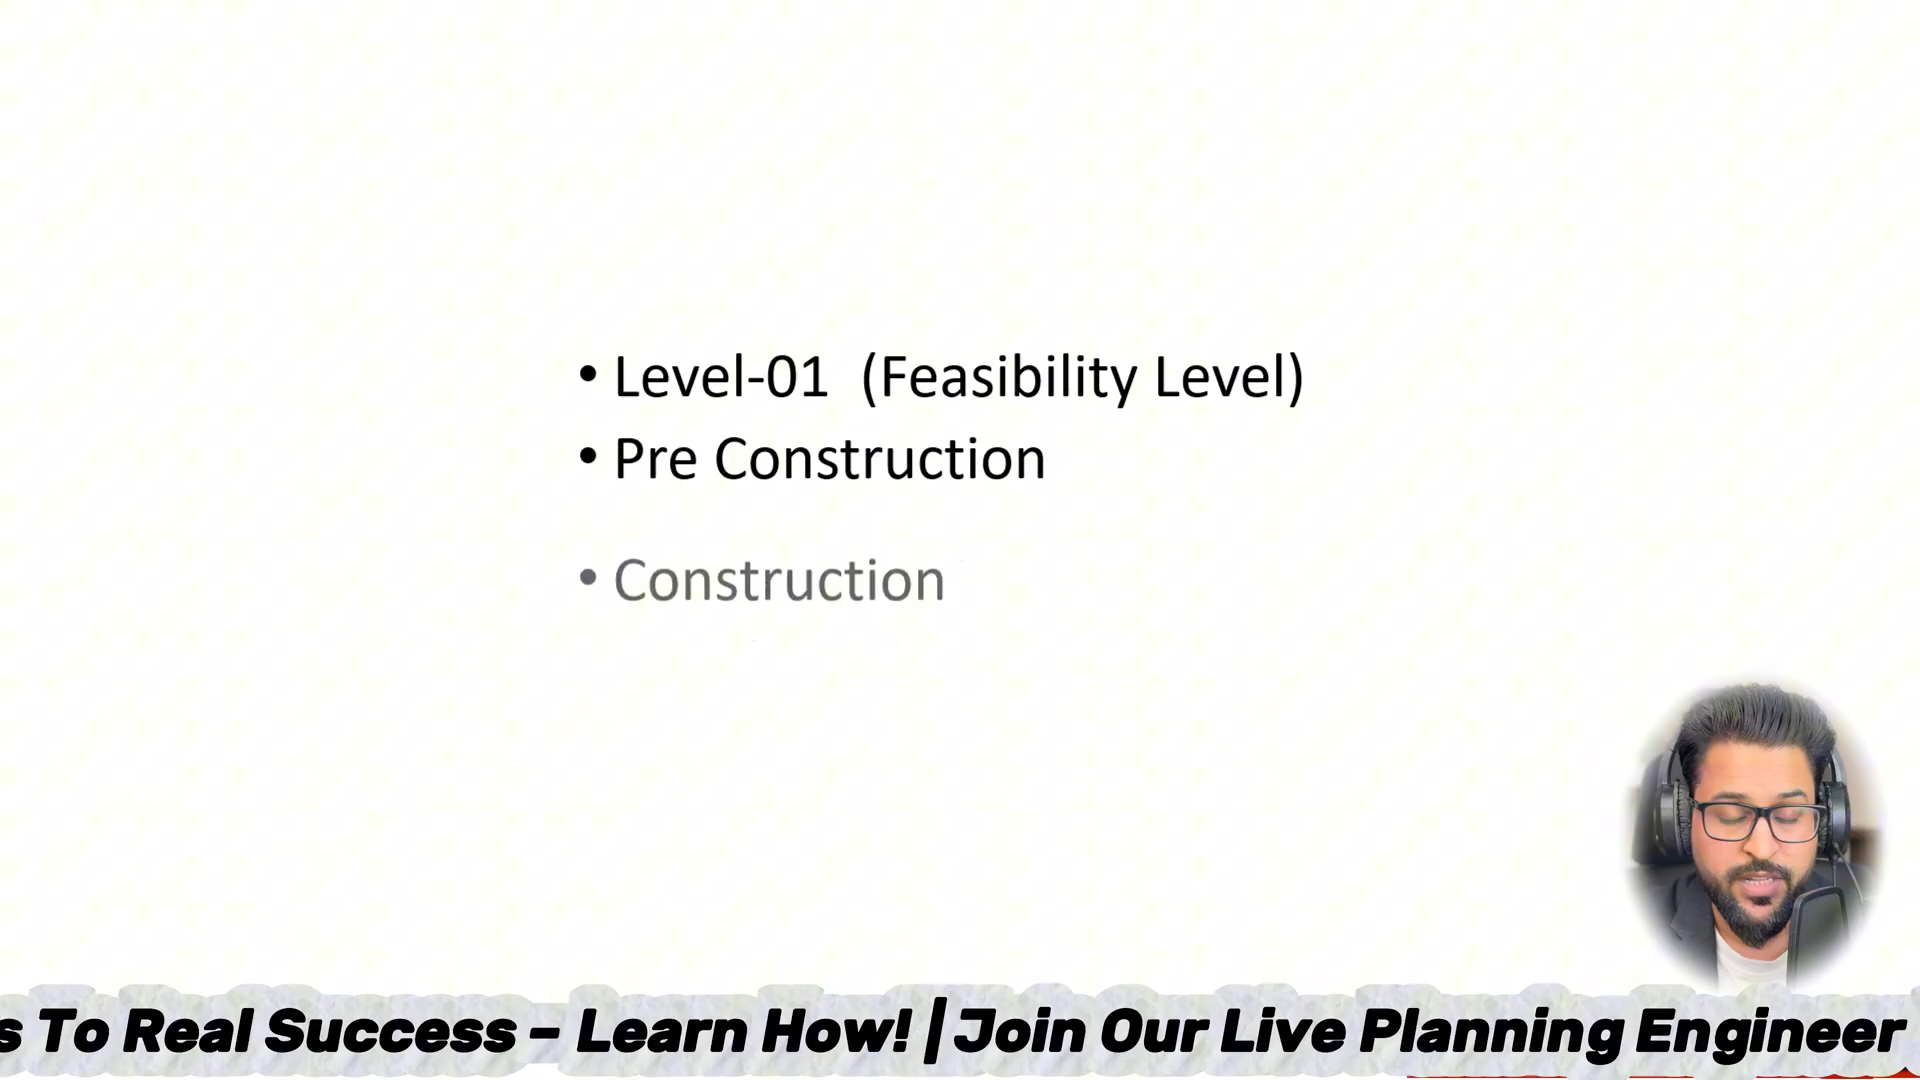 • Level-01 (Feasibility Level)
• Pre Construction
• Construction
s To Real Success – Learn How! | Join Our Live Planning Engineer